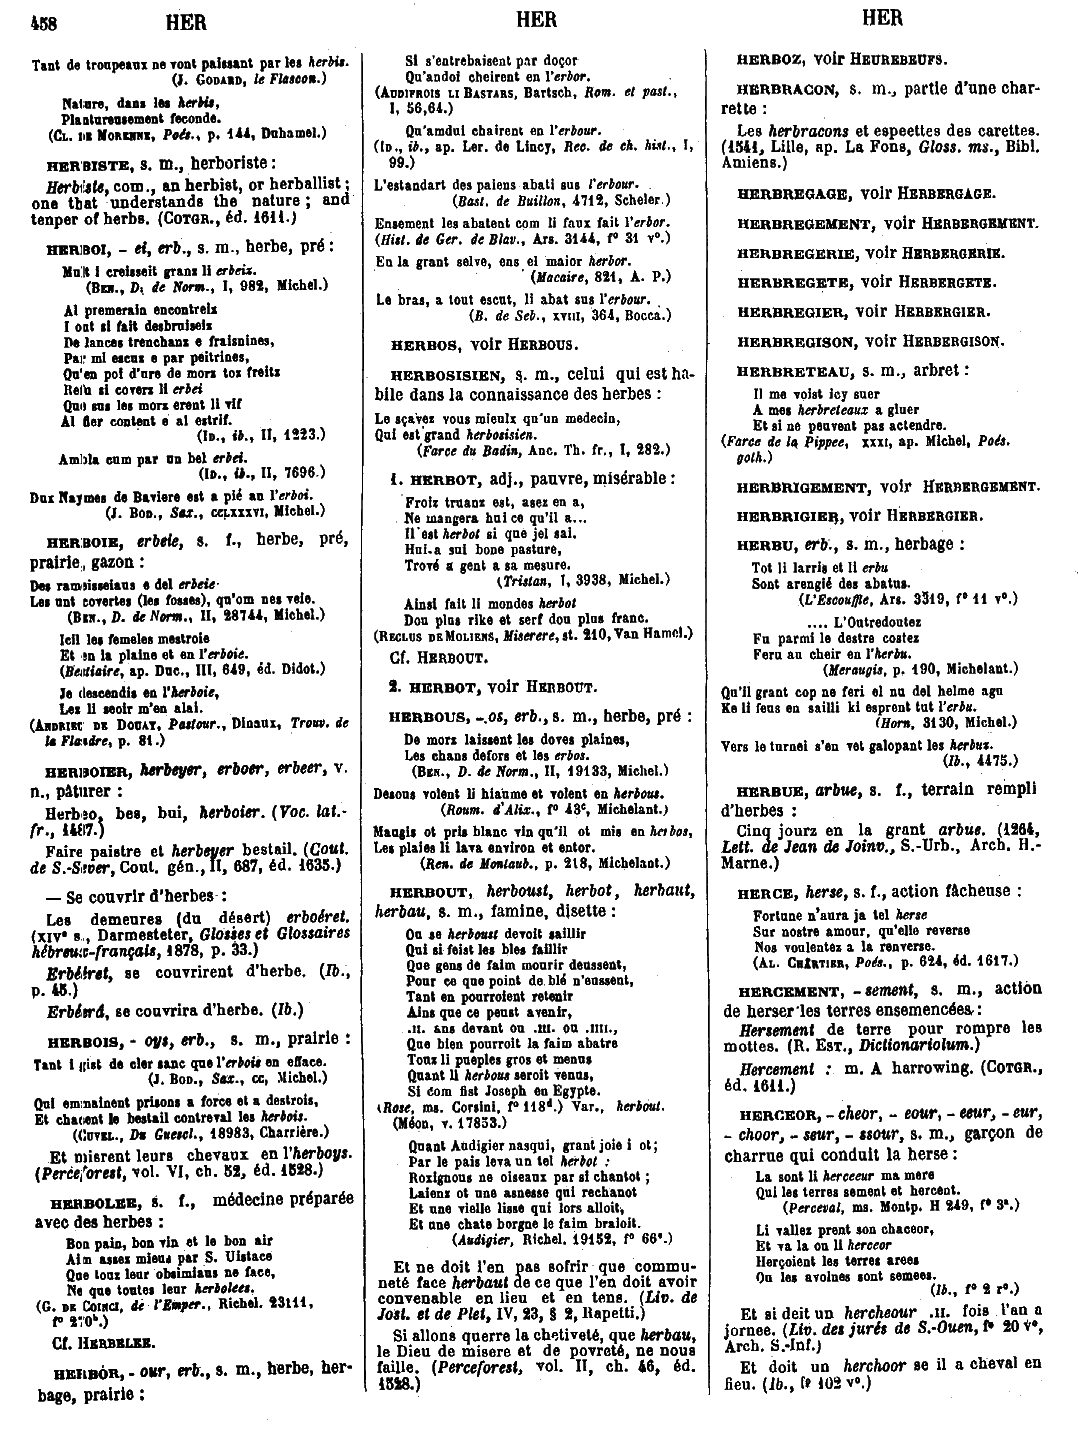 458 HER HER HER
Tant de troupeaux ne vont paissant par les herbis.
(J. GODARD, le Flascon.)
Nature, dans les herbis,
Plantureusement feconde.
(CL. DE MORENNE, Poés., p. 144, Duhamel.)
HERBISTE, s. m., herboriste :
Herbiste, com., an herbist, or herballist ;
one that understands the nature ; and
tenper of herbs. (COTGR., éd. 1611.)
HERBOI, - ei, erb., s. m., herbe, pré :
Mult i creisseit granz li erbeiz.
(BEN., D. de Norm., I, 982, Michel.)
Al premerain encontreiz
I out si fait desbruiseiz
De lances trenchanz e fraisnines,
Par mi escuz e par peitrines,
Qu'en poi d'ure de mors toz freitz
Refu si covers li erbei
Que sus les mors erent li vif
Al fier content e al estrif.
(ID., ib., II, 1223.)
Ambla cum par un bel erbei.
(ID., ib., II, 7696.)
Dux Naymes de Baviere est a pié an l'erboi.
(J. BOD., Sax., CCLXXXVI, Michel.)
HERBOIE, erbeie, s. f., herbe, pré,
prairie, gazon :
Des ramoisseiaus e del erbeie
Les unt covertes (les fosses), qu'om nes veie.
(BEN., D. de Norm., II, 28744, Michel.)
Icil les femeles mestroie
Et en la plaine et en l'erboie.
(Bestiaire, ap. Duc., III, 649, éd. Didot.)
Je descendis en l'herboie,
Lez li seoir m'en alai.
(ANDRIEU DE DOUAY, Pastour., Dinaux, Trouv. de
la Flandre, p. 81.)
HERBOIER, herbeyer, erboer, erbeer, v.
n., pâturer :
Herbeo, bes, bui, herboier. (Voc. lat.-
fr., 1487.)
Faire paistre et herbeyer bestail. (Cout.
de S.-Sever, Cout. gén., II, 687, éd. 1635.)
— Se couvrir d'herbes :
Les demeures (du désert) erboéret.
(XIVe s., Darmesteter, Glosses et Glossaires
hébreux-français, 1878, p. 33.)
Erbéiret, se couvrirent d'herbe. (Ib.,
p. 45.)
Erbéerd, se couvrira d'herbe. (Ib.)
HERBOIS, - oys, erb., s. m., prairie :
Tant i gist de cler sanc que l'erbois en efface.
(J. BOD., Sax., CC, Michel.)
Qui emmainent prisons a force et a destrois,
Et chacent le bestail contreval les herbois.
(CUVEL., Du Guescl., 18983, Charrière.)
Et misrent leurs chevaux en l'herboys.
(Perceforest, vol. VI, ch. 52, éd. 1528.)
HERBOLEE, s. f., médecine préparée
avec des herbes :
Bon pain, bon vin et le bon air
Aim assez mieus par S. Uistace
Que touz leur obsimians ne face,
Ne que toutes leur herbolees.
(G. DE COINCI, de l'Emper., Richel. 23111,
f° 270b.)
Cf. HERBELEE.
HERBOR, - our, erb., s. m., herbe, her-
bage, prairie :
Si s'entrebaisent par doçor
Qu'andoi cheirent en l'erbor.
(AUDIFROIS LI BASTARS, Bartsch, Rom. et past.,
I, 56,64.)
Qu'amdui chairent en l'erbour.
(ID., ib., ap. Ler. de Lincy, Rec. de ch. hist., I,
99.)
L'estandart des paiens abati sus l'erbour.
(Bast. de Buillon, 4712, Scheler.)
Ensement les abatent com li faux fait l'erbor.
(Hist. de Ger. de Blav., Ars. 3144, f° 31 v°.)
En la grant selve, ens el maior herbor.
(Macaire, 821, A. P.)
Le bras, a tout escut, li abat sus l'erbour.
(B. de Seb., XVIII, 364, Bocca.)
HERBOS, voir HERBOUS.
HERBOSISIEN, s. m., celui qui est ha-
bile dans la connaissance des herbes :
Le sçavez vous mieulx qu'un medecin,
Qui est grand herbosisien.
(Farce du Badin, Anc. Th. fr., I, 282.)
1. HERBOT, adj., pauvre, misérable :
Froiz truanz est, asez en a,
Ne mangera hui ce qu'il a...
Il est herbot si que jel sai.
Hui a sui bone pasture,
Trové a gent a sa mesure.
(Tristan, I, 3938, Michel.)
Ainsi fait li mondes herbot
Dou plus rike et serf dou plus franc.
(RECLUS DE MOLIENS, Miserere, st. 210, Van Hamel.)
Cf. HERBOUT.
2. HERBOT, voir HERBOUT.
HERBOUS, -.os, erb., s. m., herbe, pré :
De morz laissent les doves plaines,
Les chans defors et les erbos.
(BEN., D. de Norm., II, 19133, Michel.)
Desous volent li hiaume et volent en herbous.
(Roum. d'Alix., f° 43c, Michelant.)
Maugis ot pris blanc vin qu'il ot mis en herbos,
Les plaies li lava environ et entor.
(Ren. de Montaub., p. 218, Michelant.)
HERBOUT, herboust, herbot, herbaut,
herbau, s. m., famine, disette :
On se herboust devoit saillir
Qui si feist les bles faillir
Que gens de faim mourir deussent,
Pour ce que point de blé n'eussent,
Tant en pourroient retenir
Ains que ce peust avenir,
.II. ans devant ou .III. ou .IIII.,
Que bien pourroit la faim abatre
Touz li pueples gros et menus
Quant li herbous seroit venus,
Si com fist Joseph en Egypte.
(Rose, ms. Corsini, f° 118d.) Var., herbout.
(Méon, v. 17853.)
Quant Audigier nasqui, grant joie i ot;
Par le pais leva un tel herbot :
Roxignous ne oiseaux par si chantot ;
Laienz ot une asnesse qui rechanot
Et une vielle lisse qui lors alloit,
Et une chate borgne le faim braloit.
(Audigier, Richel. 19152, f° 66e.)
Et ne doit l'en pas sofrir que commu-
neté face herbaut de ce que l'en doit avoir
convenable en lieu et en tens. (Liv. de
Jost. et de Plet, IV, 23, § 2, Rapetti.)
Si allons querre la chetiveté, que herbau,
le Dieu de misere et de povreté, ne nous
faille. (Perceforest, vol. II, ch. 46, éd.
1528.)
HERBOZ, voir HEUREBEUFS.
HERBRACON, s. m., partie d'une char-
rette :
Les herbracons et espeettes des carettes.
(1541, Lille, ap. La Fons, Gloss. ms., Bibl.
Amiens.)
HERBREGAGE, voir HERBERGAGE.
HERBREGEMENT, voir HERBERGEMENT.
HERBREGERIE, voir HERBERGERIE.
HERBREGETE, voir HERBERGETE.
HERBREGIER, voir HERBERGIER.
HERBREGISON, voir HERBERGISON.
HERBRETEAU, s. m., arbret :
Il me voist icy suer
A mes herbreteaux a gluer
Et si ne peuvent pas actendre.
(Farce de la Pippee, XXXI, ap. Michel, Poés.
goth.)
HERBRIGEMENT, voir HERBERGEMENT.
HERBRIGIER, voir HERBERGIER.
HERBU, erb., s. m., herbage :
Tot li larris et li erbu
Sont arengié des abatus.
(L'Escouffle, Ars. 3319, f° 11 v°.)
.... L'Outredoutez
Fu parmi le destre costez
Feru au cheir en l'herbu.
(Meraugis, p. 190, Michelant.)
Qu'il grant cop ne feri el nu del helme agu
Ke li feus en sailli ki esprent tut l'erbu.
(Horn, 3130, Michel.)
Vers le turnei s'en vet galopant les herbuz.
(Ib., 4475.)
HERBUE, arbue, s. f., terrain rempli
d'herbes :
Cinq jourz en la grant arbue. (1264,
Lett. de Jean de Joinv., S.-Urb., Arch. H.-
Marne.)
HERCE, herse, s. f., action fâcheuse :
Fortune n'aura ja tel herse
Sur nostre amour, qu'elle reverse
Nos voulentez a la renverse.
(AL. CHARTIER, Poés., p. 624, éd. 1617.)
HERCEMENT, - sement, s. m., action
de herser les terres ensemencées :
Hersement de terre pour rompre les
mottes. (R. EST., Dictionariolum.)
Hercement : m. A harrowing. (COTGR.,
éd. 1611.)
HERCEOR, - cheor, - eour, - eeur, - eur,
- choor, - seur, - ssour, s. m., garçon de
charrue qui conduit la herse :
La sont li herceeur ma mere
Qui les terres sement et hercent.
(Perceval, ms. Montp. H 249, f° 3a.)
Li vallez prent son chaceor,
Et va la ou li herceor
Herçoient les terres arees
Ou les avoines sont semees.
(Ib., f° 2 r°.)
Et si deit un hercheour .II. fois l'an a
jornee. (Liv. des jurés de S.-Ouen, f° 20 v°,
Arch. S.-Inf.)
Et doit un herchoor se il a cheval en
fieu. (Ib., f° 102 v°.)